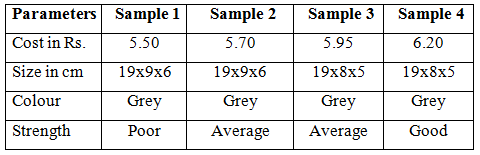 Parameters Sample 1 Sample 2 Sample 3 Sample 4
Cost in Rs. 5.50 5.70 5.95 6.20
Size in cm 19x9x6 19x9x6 19x8x5 19x8x5
Colour Grey Grey Grey Grey
Strength Poor Average Average Good